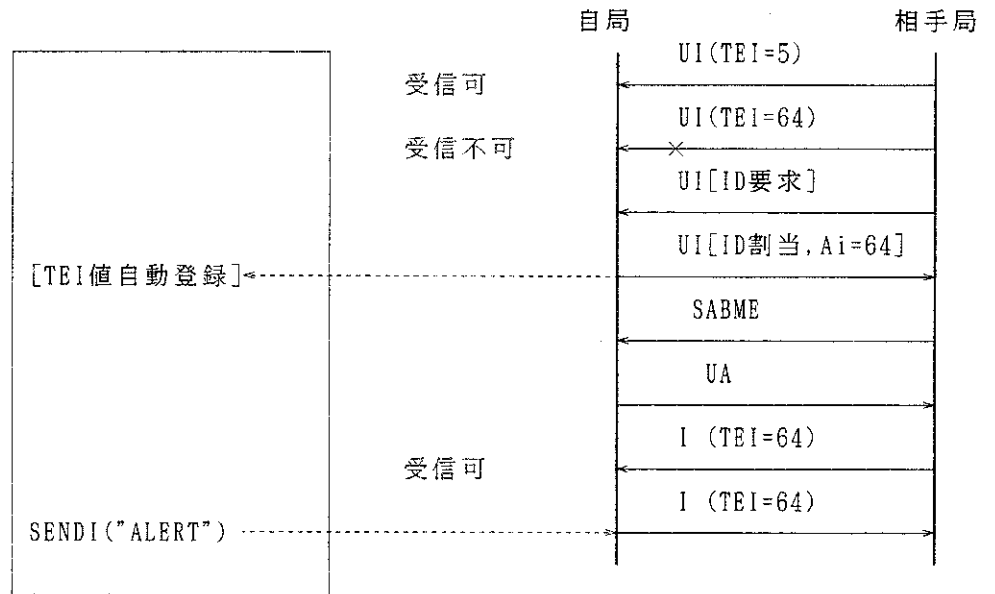 自局 相手局
UI(TEI=5)
受信可
UI(TEI=64)
受信不可
UI[ID要求]
UI[ID割当,Ai=64]
[TEI値自動登録]
SABME
UA
I (TEI=64)
受信可
I (TEI=64)
SENDI("ALERT")